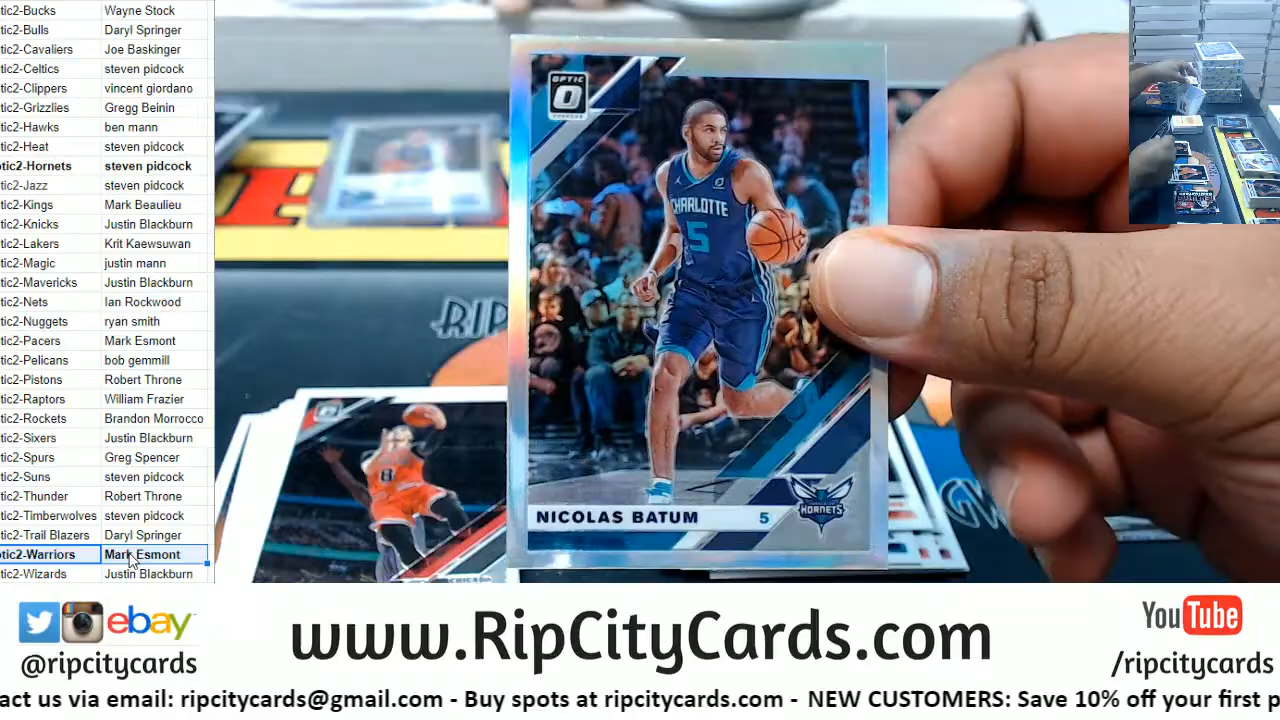 tic2-Bucks Wayne Stock
tic2-Bulls Daryl Springer
tic2-Cavaliers Joe Baskinger
tic2-Celtics steven pidcock
tic2-Clippers vincent giordano
tic2-Grizzlies Gregg Beinin
tic2-Hawks ben mann
tic2-Heat steven pidcock
otic2-Hornets steven pidcock
tic2-Jazz steven pidcock
tic2-Kings Mark Beaulieu
tic2-Knicks Justin Blackburn
tic2-Lakers Krit Kaewsuwan
tic2-Magic justin mann
tic2-Mavericks Justin Blackburn
tic2-Nets Ian Rockwood
tic2-Nuggets ryan smith
tic2-Pacers Mark Esmont
tic2-Pelicans bob gemmill
tic2-Pistons Robert Throne
tic2-Raptors William Frazier
tic2-Rockets Brandon Morrocco
tic2-Sixers Justin Blackburn
tic2-Spurs Greg Spencer
tic2-Suns steven pidcock
tic2-Thunder Robert Throne
tic2-Timberwolves steven pidcock
tic2-Trail Blazers Daryl Springer
otic2-Warriors Mark Esmont
tic2-Wizards Justin Blackburn
OPTIC
CHARLOTTE
5
HORNETS
NICOLAS BATUM 5
RIP
8
ebay
@ripcitycards
www.RipCityCards.com
YouTube
/ripcitycards
act us via email: ripcitycards@gmail.com - Buy spots at ripcitycards.com - NEW CUSTOMERS: Save 10% off your first p